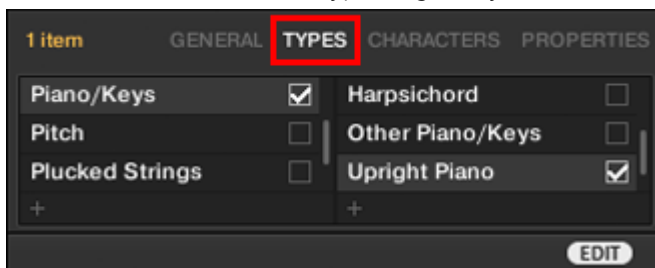 1 item GENERAL TYPES CHARACTERS PROPERTIES
Piano/Keys Harpsichord
Pitch Other Piano/Keys
Plucked Strings Upright Piano
+ +
EDIT